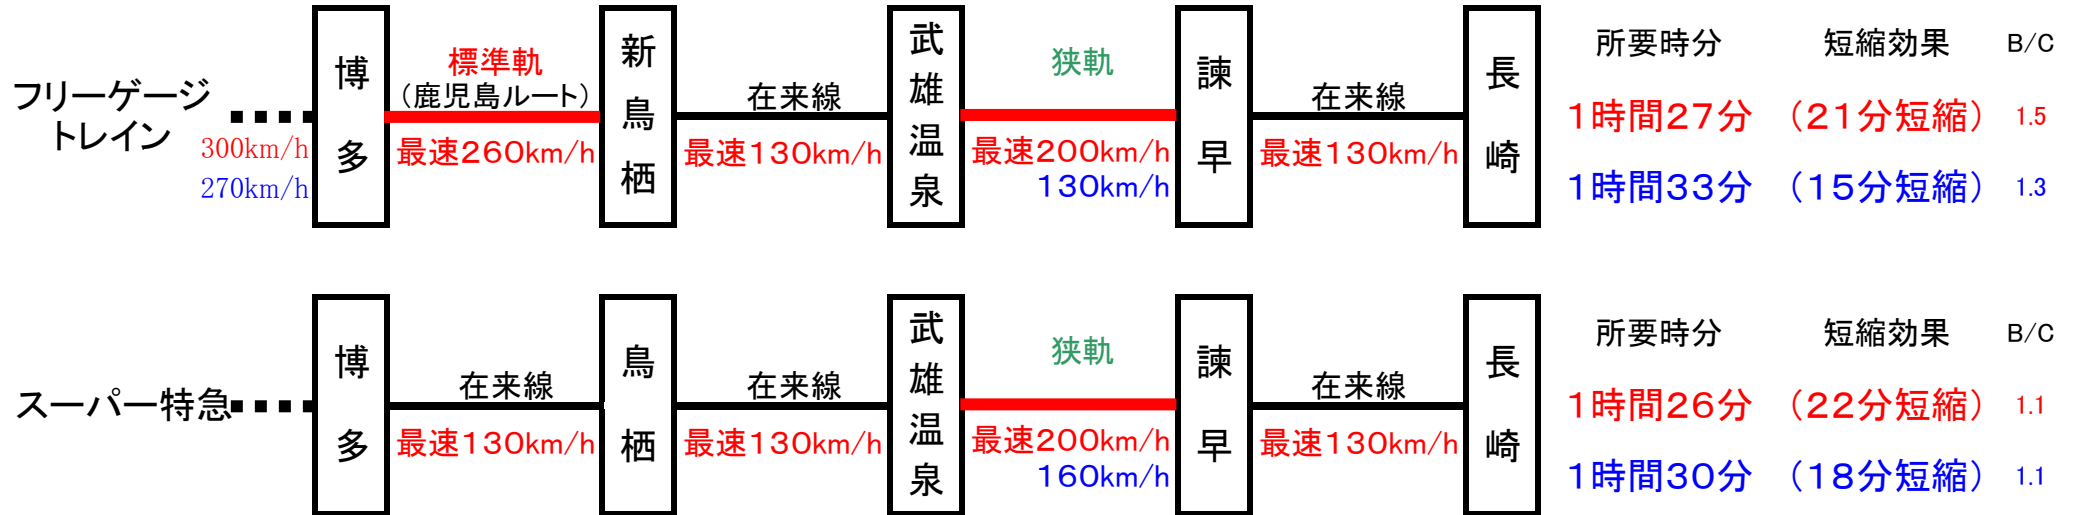 フリーゲージ
トレイン
300km/h
270km/h
博多
標準軌
（鹿児島ルート）
最速260km/h
新鳥栖
在来線
最速130km/h
武雄温泉
狭軌
最速200km/h
130km/h
諫早
在来線
最速130km/h
長崎
所要時分 短縮効果 B/C
1時間27分 （21分短縮） 1.5
1時間33分 （15分短縮） 1.3
スーパー特急
博多
在来線
最速130km/h
鳥栖
在来線
最速130km/h
武雄温泉
狭軌
最速200km/h
160km/h
諫早
在来線
最速130km/h
長崎
所要時分 短縮効果 B/C
1時間26分 （22分短縮） 1.1
1時間30分 （18分短縮） 1.1